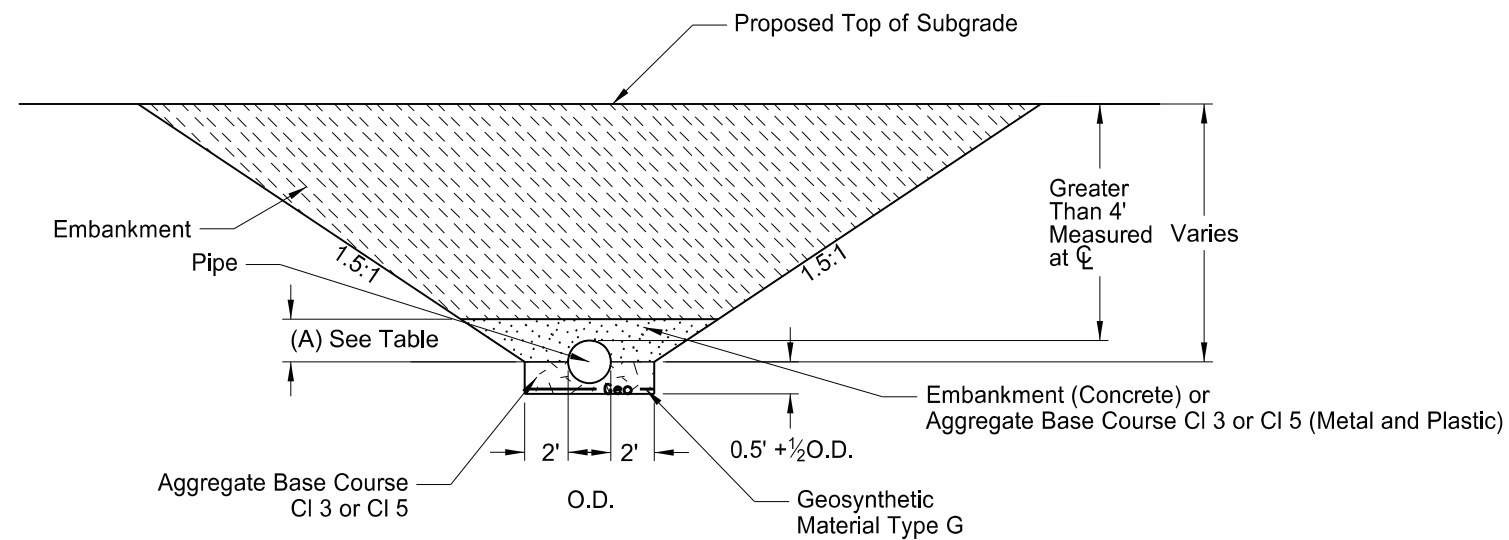 Proposed Top of Subgrade
Greater
Than 4'
Measured
at ℄
Varies
Embankment
Pipe
1.5:1
1.5:1
(A) See Table
Geo
Embankment (Concrete) or
Aggregate Base Course Cl 3 or Cl 5 (Metal and Plastic)
2'
2'
0.5' +½O.D.
Aggregate Base Course
Cl 3 or Cl 5
O.D.
Geosynthetic
Material Type G